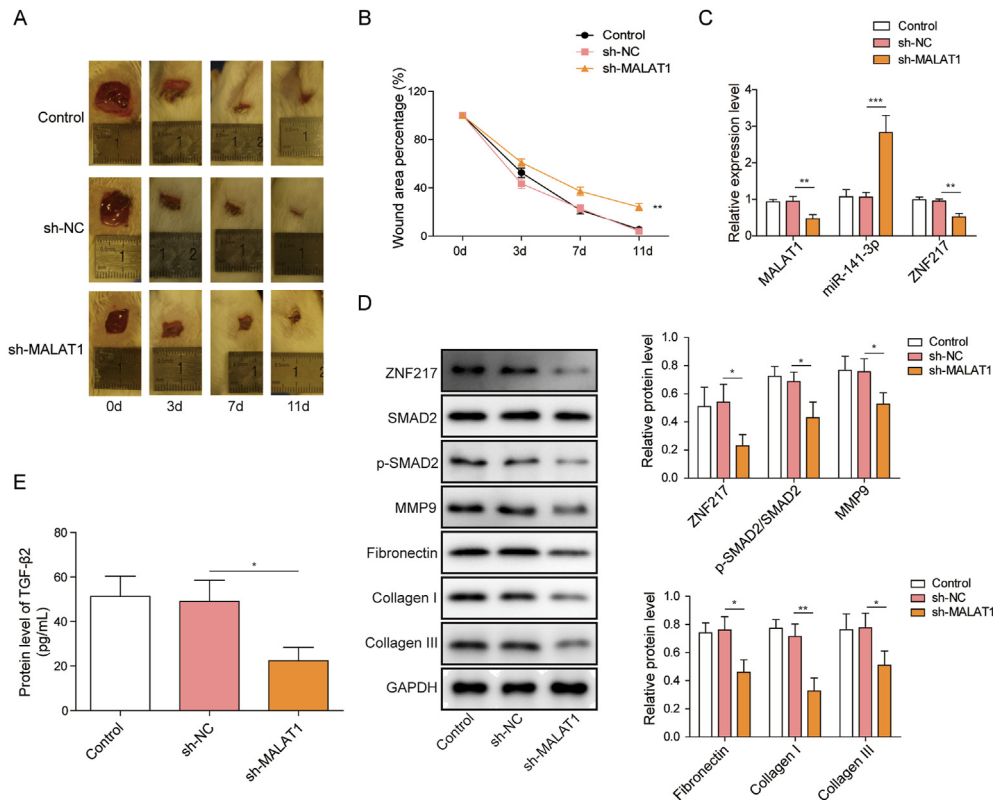 A
Control
sh-NC
sh-MALAT1
0d
3d
7d
11d
B
Control
sh-NC
sh-MALAT1
Wound area percentage (%)
120
80
40
0
**
0d
3d
7d
11d
C
Control
sh-NC
sh-MALAT1
Relative expression level
4
3
2
1
0
**
***
**
MALAT1
miR-141-3p
ZNF217
D
ZNF217
SMAD2
p-SMAD2
MMP9
Fibronectin
Collagen I
Collagen III
GAPDH
Control
sh-NC
sh-MALAT1
Control
sh-NC
sh-MALAT1
Relative protein level
1.0
0.8
0.6
0.4
0.2
0.0
*
*
*
ZNF217
p-SMAD2/SMAD2
MMP9
Control
sh-NC
sh-MALAT1
Relative protein level
1.0
0.8
0.6
0.4
0.2
0.0
*
**
*
Fibronectin
Collagen I
Collagen III
E
Protein level of TGF-β2
(pg/mL)
80
60
40
20
0
*
Control
sh-NC
sh-MALAT1